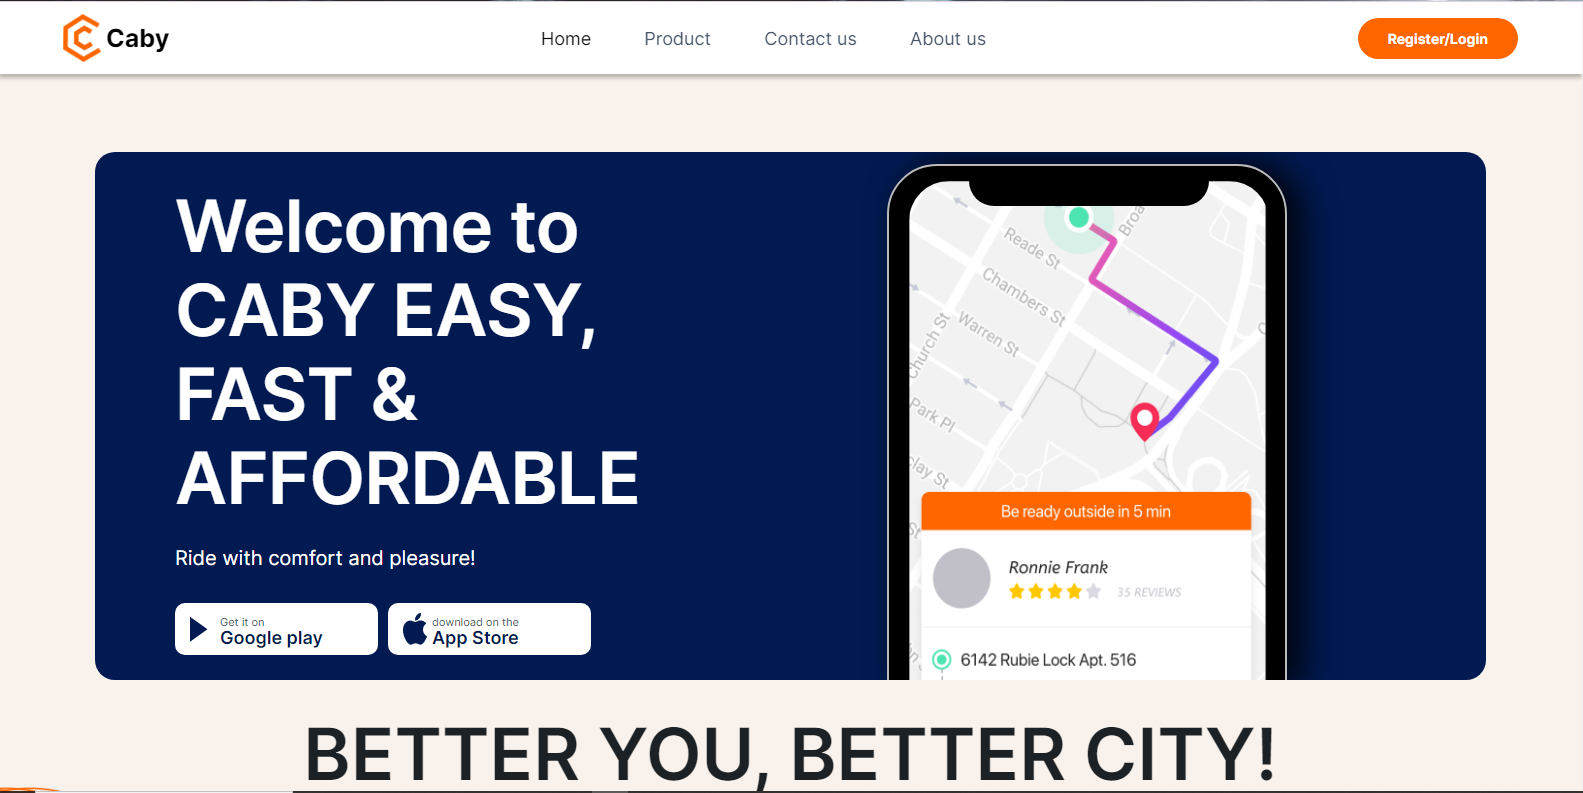 Caby
Home
Product
Contact us
About us
Register/Login
Welcome to
CABY EASY,
FAST &
AFFORDABLE
Ride with comfort and pleasure!
Get it on
Google play
download on the
App Store
Reade St
Chambers St
Warren St
Church St
Park Pl
St
Be ready outside in 5 min
Ronnie Frank
35 REVIEWS
6142 Rubie Lock Apt. 516
BETTER YOU, BETTER CITY!